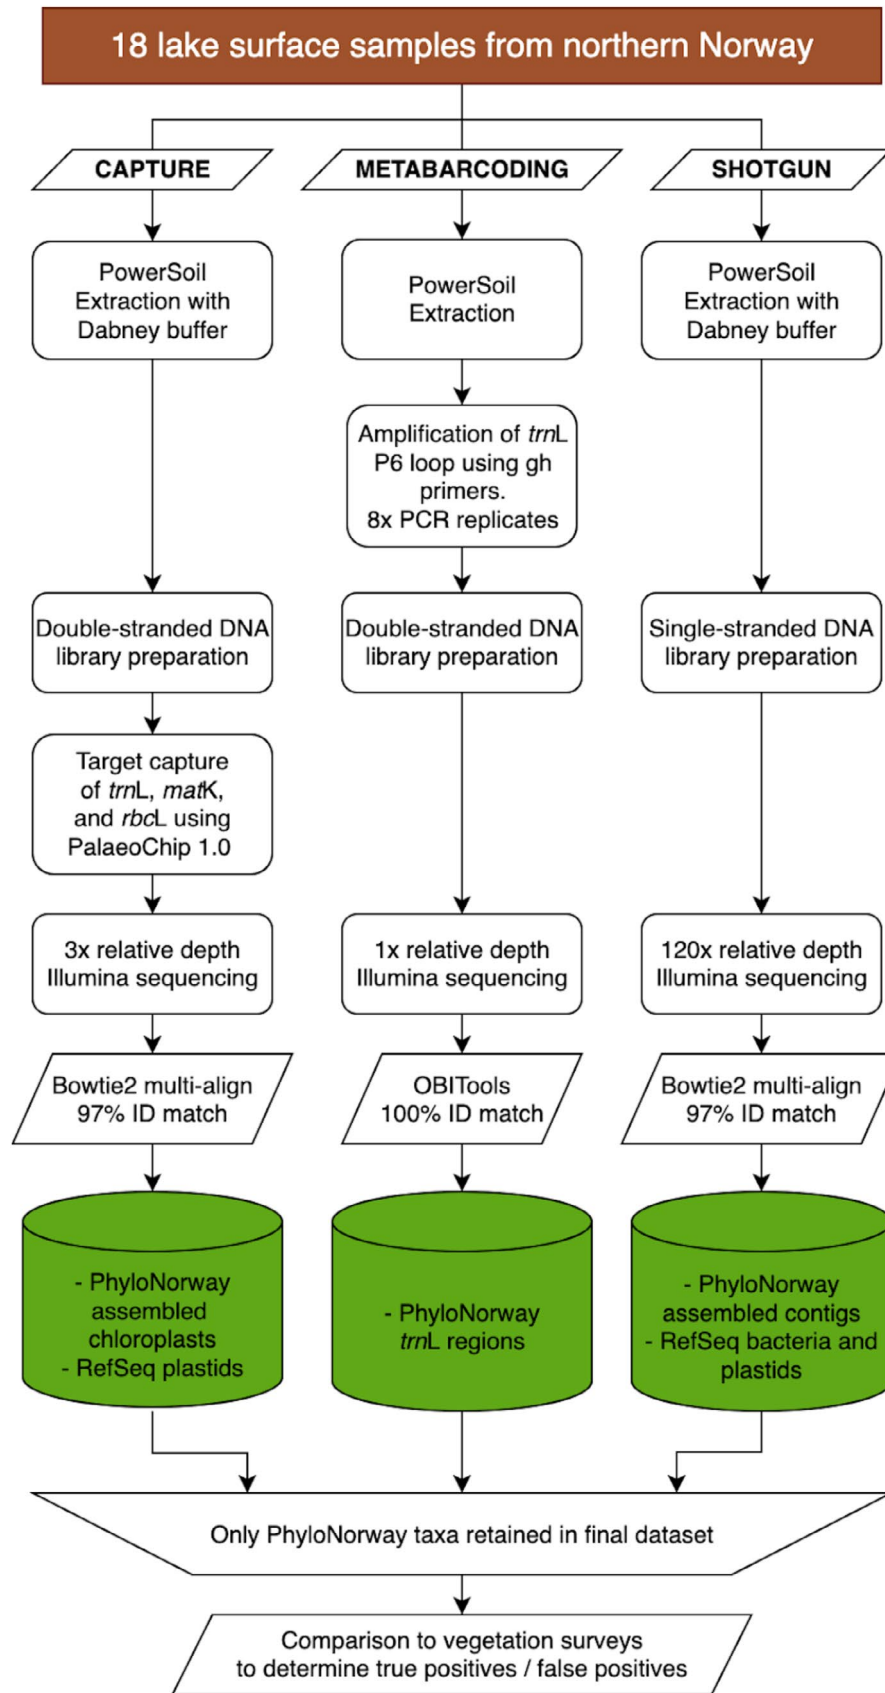 18 lake surface samples from northern Norway
CAPTURE
METABARCODING
SHOTGUN
PowerSoil
Extraction with
Dabney buffer
PowerSoil
Extraction
PowerSoil
Extraction with
Dabney buffer
Amplification of trnL
P6 loop using gh
primers.
8x PCR replicates
Double-stranded DNA
library preparation
Double-stranded DNA
library preparation
Single-stranded DNA
library preparation
Target capture
of trnL, matK,
and rbcL using
PalaeoChip 1.0
3x relative depth
Illumina sequencing
1x relative depth
Illumina sequencing
120x relative depth
Illumina sequencing
Bowtie2 multi-align
97% ID match
OBITools
100% ID match
Bowtie2 multi-align
97% ID match
- PhyloNorway
assembled
chloroplasts
- RefSeq plastids
- PhyloNorway
trnL regions
- PhyloNorway
assembled contigs
- RefSeq bacteria and
plastids
Only PhyloNorway taxa retained in final dataset
Comparison to vegetation surveys
to determine true positives / false positives